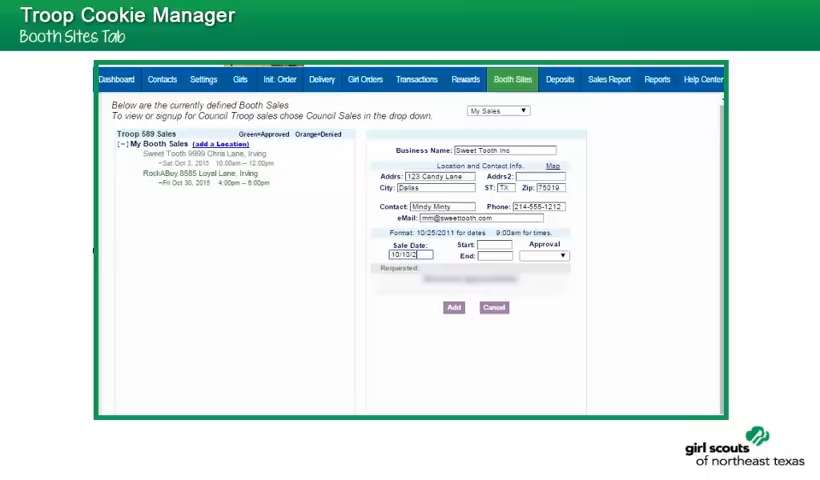 Troop Cookie Manager
Booth Sites Tab
Dashboard Contacts Settings Girls Init. Order Delivery Girl Orders Transactions Rewards Booth Sites Deposits Sales Report Reports Help Center
Below are the currently defined Booth Sales
To view or signup for Council Troop sales chose Council Sales in the drop down.
My Sales
Troop 589 Sales Green=Approved Orange=Denied
[−] My Booth Sales (add a Location)
Sweet Tooth 9999 Chris Lane, Irving
~Sat Oct 3, 2015 10:00am -- 12:00pm
RockABuy 8585 Loyal Lane, Irving
~Fri Oct 30, 2015 4:00pm -- 6:00pm
Business Name: Sweet Tooth Inc
Location and Contact Info. Map
Addrs: 123 Candy Lane Addrs2:
City: Dallas ST: TX Zip: 75019
Contact: Mindy Minty Phone: 214-555-1212
eMail: mm@sweettooth.com
Format: 10/25/2011 for dates 9:00am for times.
Sale Date: Start: Approval
10/10/2 End:
Requested:
Add Cancel
girl scouts
of northeast texas